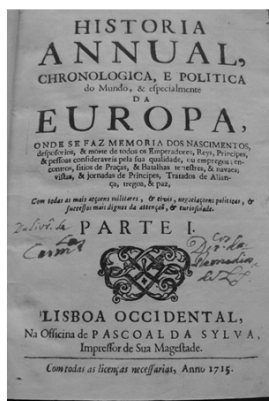 HISTORIA
ANNUAL,
CHRONOLOGICA, E POLITICA
do Mundo, & especialmente
DA
EUROPA,
ONDE SE FAZ MEMORIA DOS NASCIMENTOS,
desposorios, & morte de todos os Emperadores, Reys, Principes,
& pessoas consideraveis pela sua qualidade, ou empregos; en-
contros, sitios de Praças, & Batalhas terrestres, & navaes;
vistas, & jornadas de Principes, Tratados de Alian-
ça, tregoa, & paz,
Com todas as mais acçoens militares, & civis, negociaçoens politicas, &
successos mais dignos da attençaõ, & curiosidade.
PARTE I.
LISBOA OCCIDENTAL,
Na Officina de PASCOAL DA SYLVA,
Impressor de Sua Magestade.
Com todas as licenças necessarias, Anno 1715.